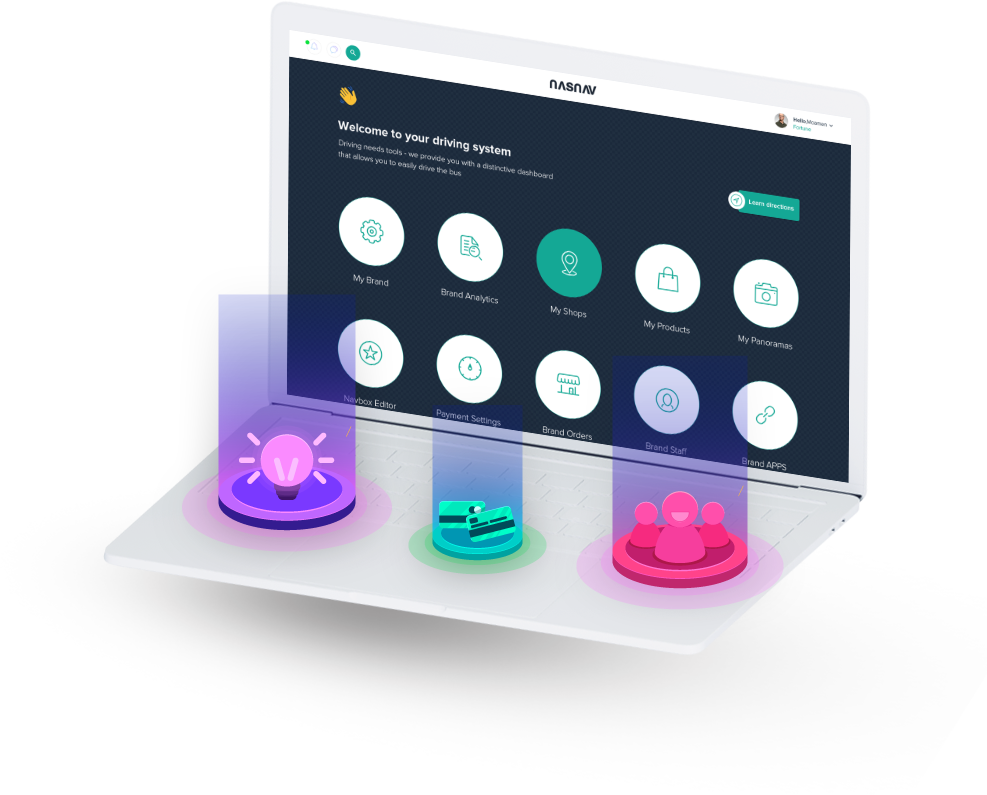 NASNAV
Hello, Moamen
Fortune
Welcome to your driving system
Driving needs tools - we provide you with a distinctive dashboard
that allows you to easily drive the bus
Learn directions
My Brand
Brand Analytics
My Shops
My Products
My Panoramas
Navbox Editor
Payment Settings
Brand Orders
Brand Staff
Brand APPS